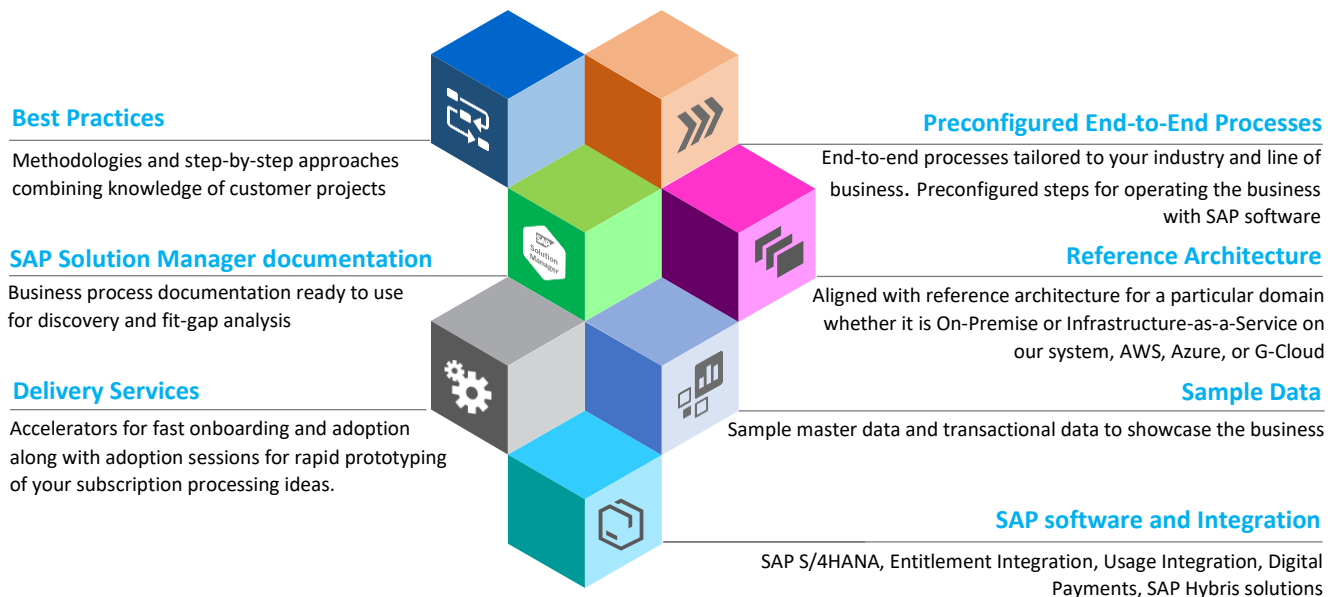 Best Practices
Methodologies and step-by-step approaches
combining knowledge of customer projects
SAP Solution Manager documentation
Business process documentation ready to use
for discovery and fit-gap analysis
Delivery Services
Accelerators for fast onboarding and adoption
along with adoption sessions for rapid prototyping
of your subscription processing ideas.
SAP
Solution
Manager
Preconfigured End-to-End Processes
End-to-end processes tailored to your industry and line of
business. Preconfigured steps for operating the business
with SAP software
Reference Architecture
Aligned with reference architecture for a particular domain
whether it is On-Premise or Infrastructure-as-a-Service on
our system, AWS, Azure, or G-Cloud
Sample Data
Sample master data and transactional data to showcase the business
SAP software and Integration
SAP S/4HANA, Entitlement Integration, Usage Integration, Digital
Payments, SAP Hybris solutions